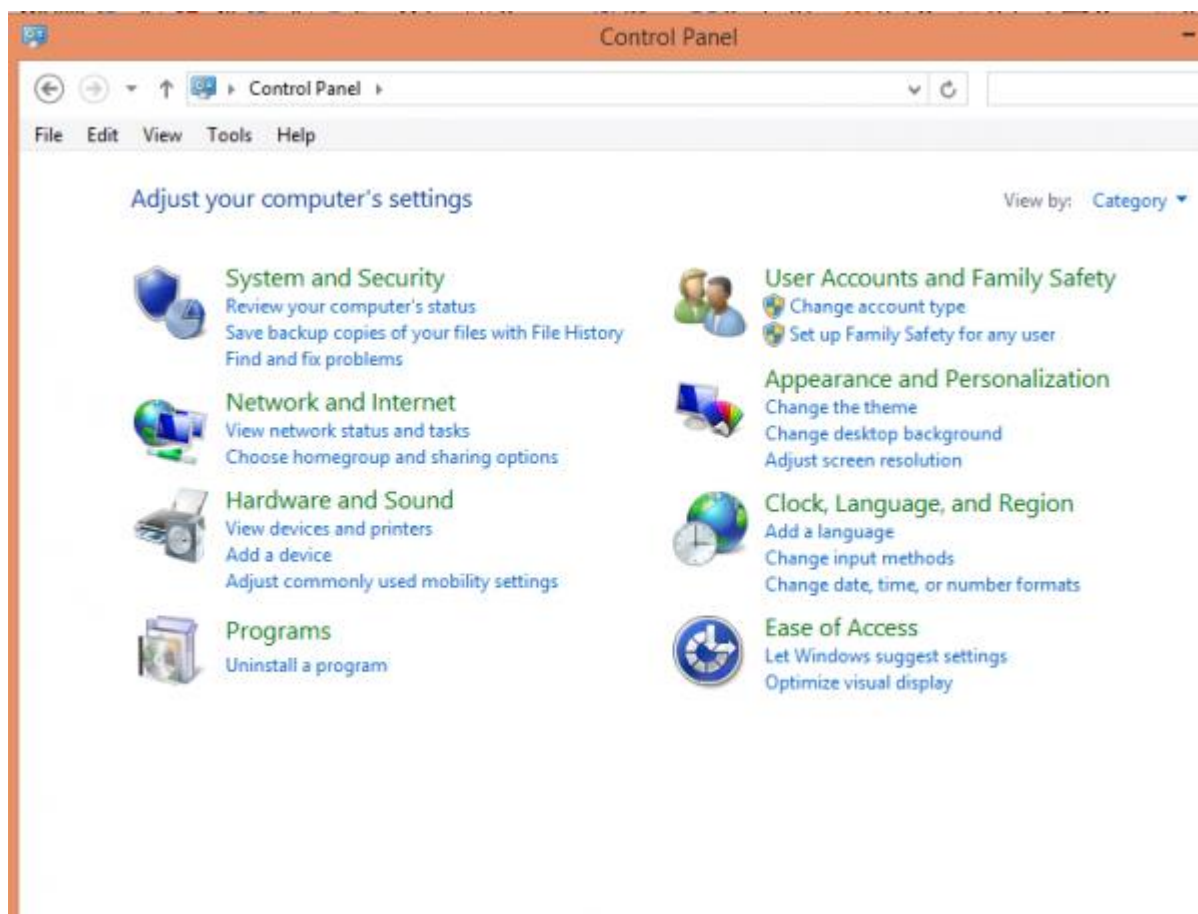 Control Panel
Control Panel
File Edit View Tools Help
Adjust your computer's settings
View by: Category
System and Security
Review your computer's status
Save backup copies of your files with File History
Find and fix problems
Network and Internet
View network status and tasks
Choose homegroup and sharing options
Hardware and Sound
View devices and printers
Add a device
Adjust commonly used mobility settings
Programs
Uninstall a program
User Accounts and Family Safety
Change account type
Set up Family Safety for any user
Appearance and Personalization
Change the theme
Change desktop background
Adjust screen resolution
Clock, Language, and Region
Add a language
Change input methods
Change date, time, or number formats
Ease of Access
Let Windows suggest settings
Optimize visual display